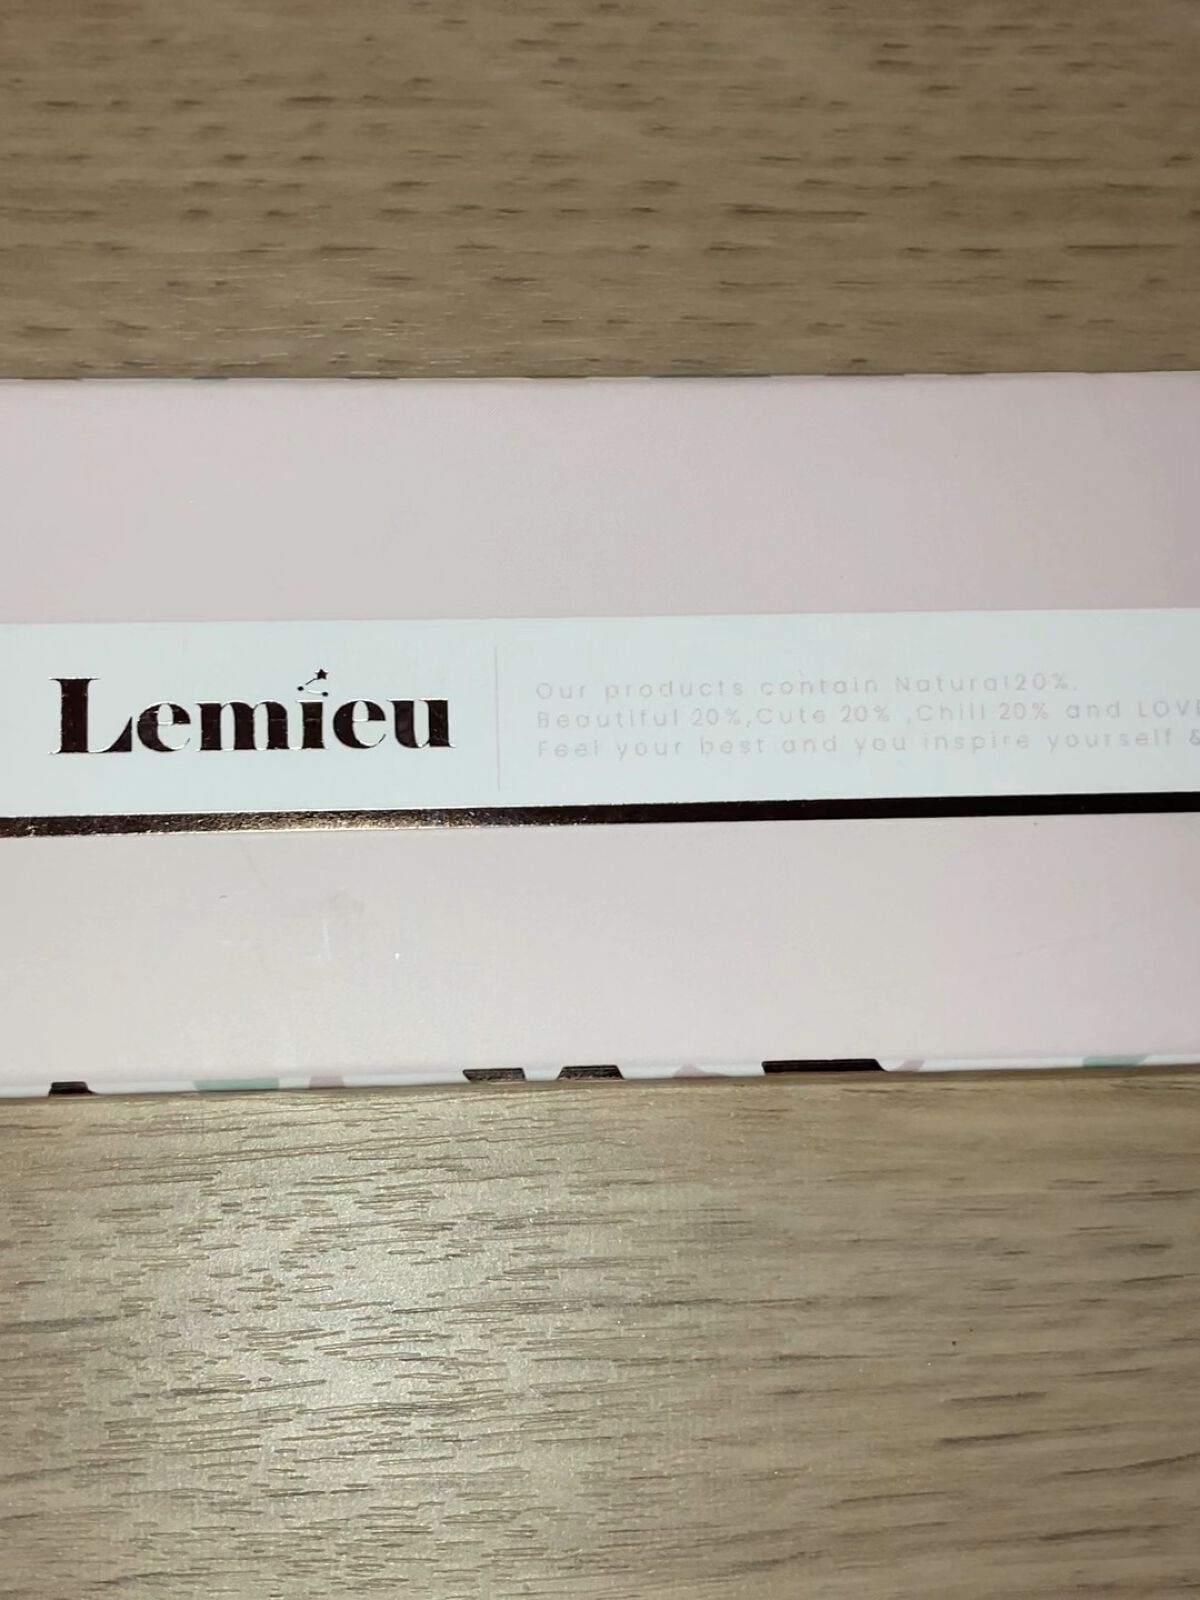 Lemieu
Our products contain Natural20%,
Beautiful 20%,Cute 20% ,Chill 20% and
Feel your best and you inspire yourself &